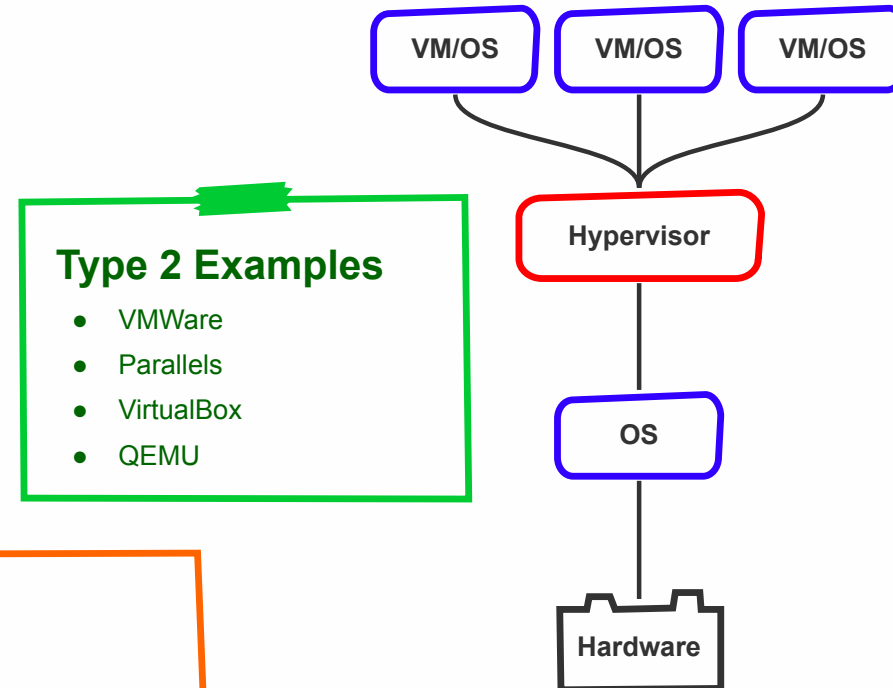 VM/OS VM/OS VM/OS
Hypervisor
Type 2 Examples
● VMWare
● Parallels
● VirtualBox
● QEMU
OS
Hardware